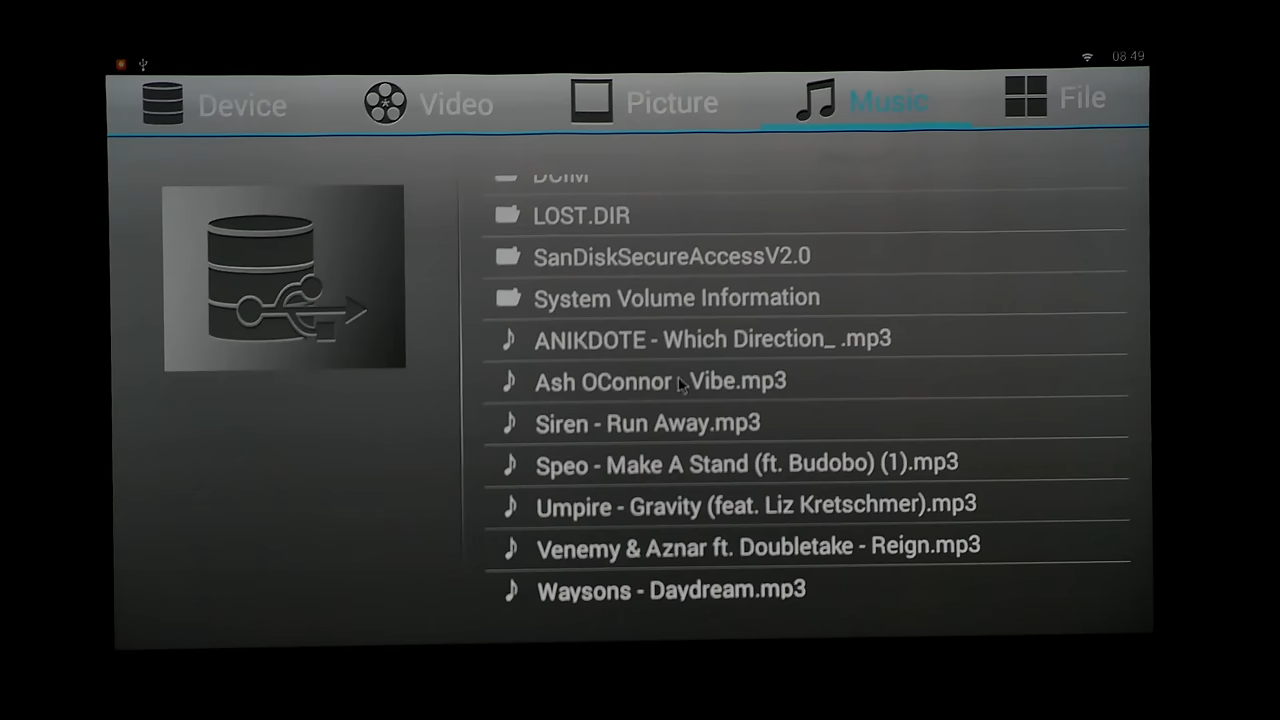 08 49
Device Video Picture Music File
DCIM
LOST.DIR
SanDiskSecureAccessV2.0
System Volume Information
ANIKDOTE - Which Direction_ .mp3
Ash OConnor - Vibe.mp3
Siren - Run Away.mp3
Speo - Make A Stand (ft. Budobo) (1).mp3
Umpire - Gravity (feat. Liz Kretschmer).mp3
Venemy & Aznar ft. Doubletake - Reign.mp3
Waysons - Daydream.mp3